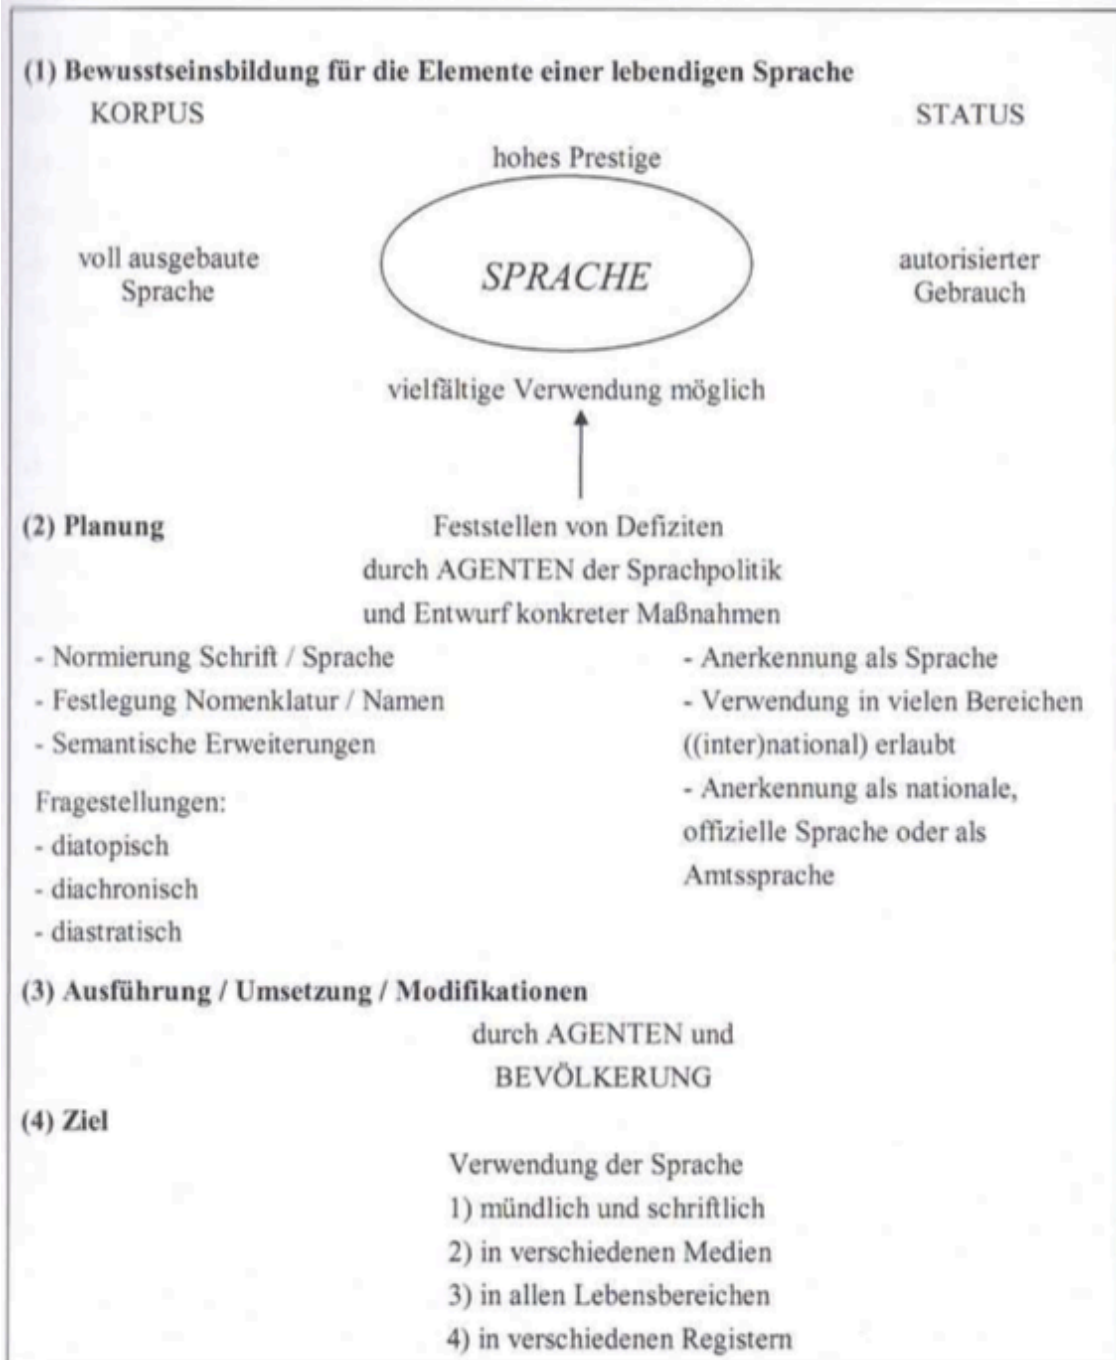 (1) Bewusstseinsbildung für die Elemente einer lebendigen Sprache
KORPUS STATUS
hohes Prestige
voll ausgebaute
Sprache
SPRACHE
autorisierter
Gebrauch
vielfältige Verwendung möglich
(2) Planung
Feststellen von Defiziten
durch AGENTEN der Sprachpolitik
und Entwurf konkreter Maßnahmen
- Normierung Schrift / Sprache
- Festlegung Nomenklatur / Namen
- Semantische Erweiterungen
Fragestellungen:
- diatopisch
- diachronisch
- diastratisch
- Anerkennung als Sprache
- Verwendung in vielen Bereichen
((inter)national) erlaubt
- Anerkennung als nationale,
offizielle Sprache oder als
Amtssprache
(3) Ausführung / Umsetzung / Modifikationen
durch AGENTEN und
BEVÖLKERUNG
(4) Ziel
Verwendung der Sprache
1) mündlich und schriftlich
2) in verschiedenen Medien
3) in allen Lebensbereichen
4) in verschiedenen Registern